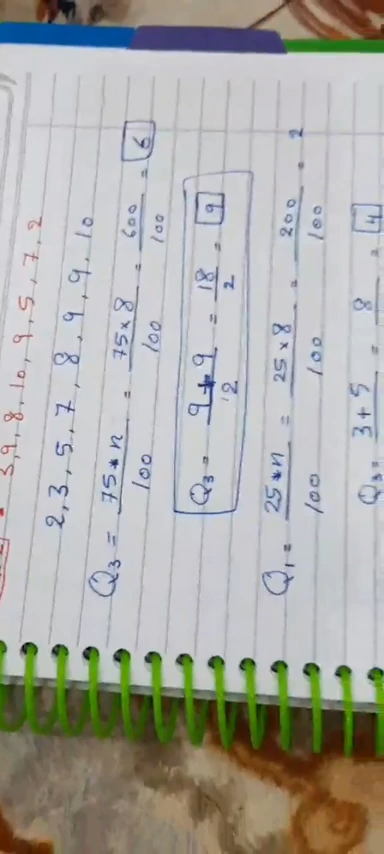 3, 9, 8, 10, 9, 5, 7, 2
2, 3, 5, 7, 8, 9, 9, 10
Q₃ = 75*n/100 = 75×8/100 = 600/100 = 6
Q₃ = 9+9/2 = 18/2 = 9
Q₁ = 25*n/100 = 25×8/100 = 200/100 = 2
Q₃ = 3+5 = 8 = 4